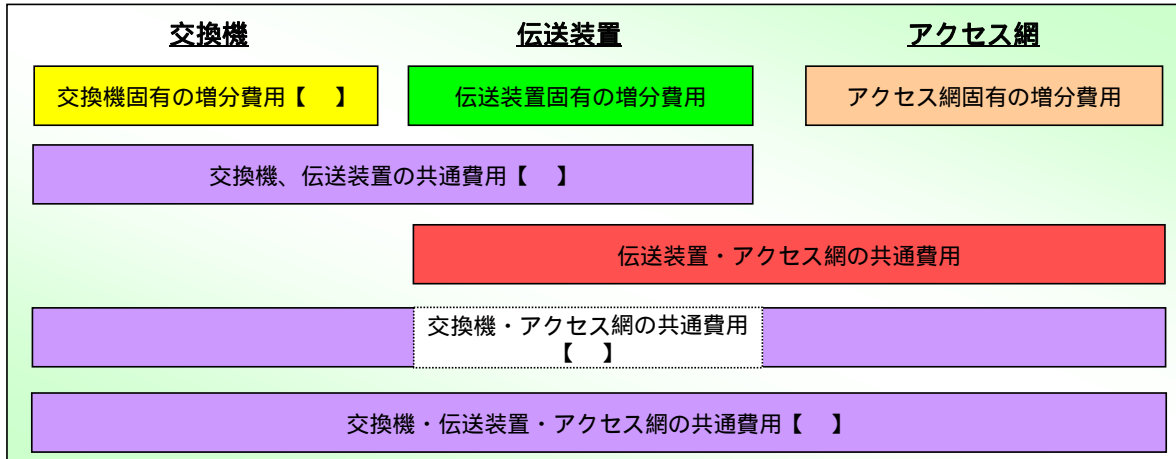 交換機
伝送装置
アクセス網
交換機固有の増分費用【　】
伝送装置固有の増分費用
アクセス網固有の増分費用
交換機、伝送装置の共通費用【　】
伝送装置・アクセス網の共通費用
交換機・アクセス網の共通費用
【　】
交換機・伝送装置・アクセス網の共通費用【　】